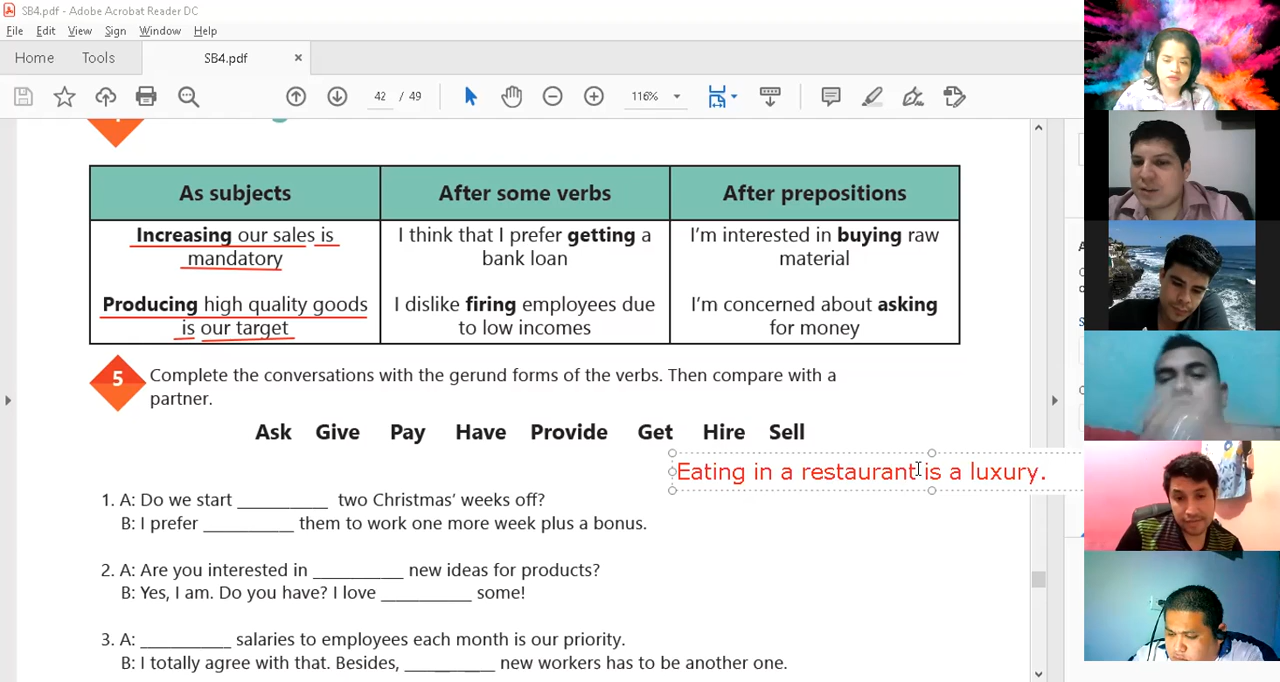 SB4.pdf - Adobe Acrobat Reader DC
File Edit View Sign Window Help
Home Tools SB4.pdf ×
42 / 49 116%
As subjects After some verbs After prepositions
Increasing our sales is mandatory
Producing high quality goods is our target
I think that I prefer getting a bank loan
I dislike firing employees due to low incomes
I'm interested in buying raw material
I'm concerned about asking for money
5 Complete the conversations with the gerund forms of the verbs. Then compare with a
partner.
Ask Give Pay Have Provide Get Hire Sell
Eating in a restaurant is a luxury.
1. A: Do we start __________ two Christmas' weeks off?
B: I prefer __________ them to work one more week plus a bonus.
2. A: Are you interested in __________ new ideas for products?
B: Yes, I am. Do you have? I love __________ some!
3. A: __________ salaries to employees each month is our priority.
B: I totally agree with that. Besides, __________ new workers has to be another one.